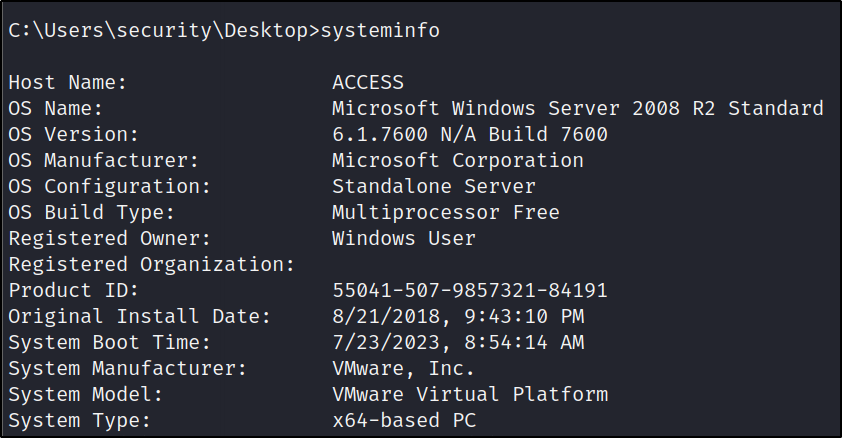 C:\Users\security\Desktop>systeminfo
Host Name: ACCESS
OS Name: Microsoft Windows Server 2008 R2 Standard
OS Version: 6.1.7600 N/A Build 7600
OS Manufacturer: Microsoft Corporation
OS Configuration: Standalone Server
OS Build Type: Multiprocessor Free
Registered Owner: Windows User
Registered Organization:
Product ID: 55041-507-9857321-84191
Original Install Date: 8/21/2018, 9:43:10 PM
System Boot Time: 7/23/2023, 8:54:14 AM
System Manufacturer: VMware, Inc.
System Model: VMware Virtual Platform
System Type: x64-based PC